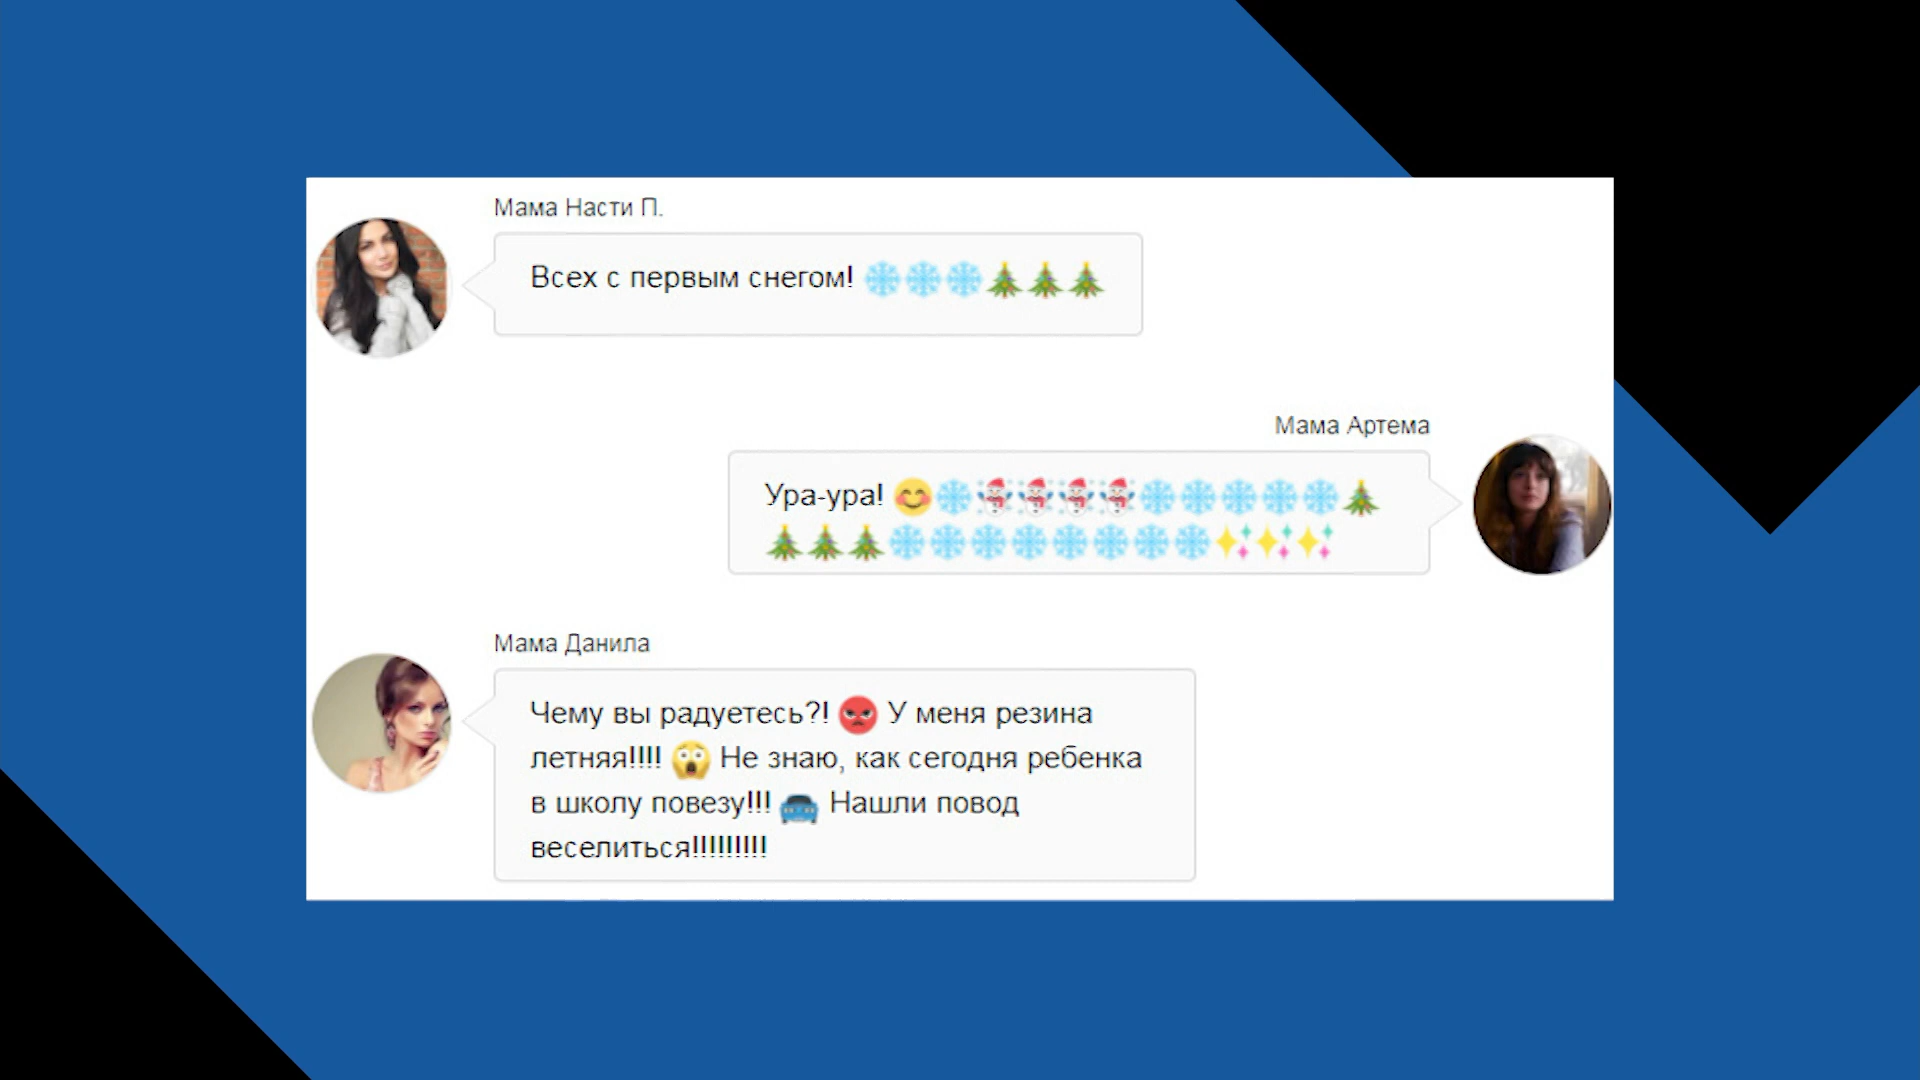 Мама Насти П.
Всех с первым снегом! ❄❄❄🎄🎄🎄
Мама Артема
Ура-ура! 😊❄☃☃☃☃❄❄❄❄❄🎄
🎄🎄🎄❄❄❄❄❄❄❄❄✨✨✨
Мама Данила
Чему вы радуетесь?! 😡 У меня резина
летняя!!!! 😱 Не знаю, как сегодня ребенка
в школу повезу!!! 🚘 Нашли повод
веселиться!!!!!!!!!